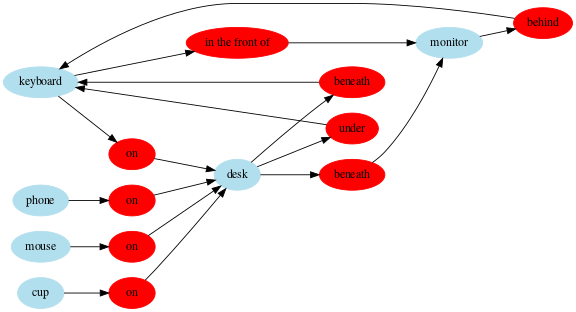 behind
in the front of
monitor
keyboard
beneath
under
on
desk
beneath
phone
on
mouse
on
cup
on